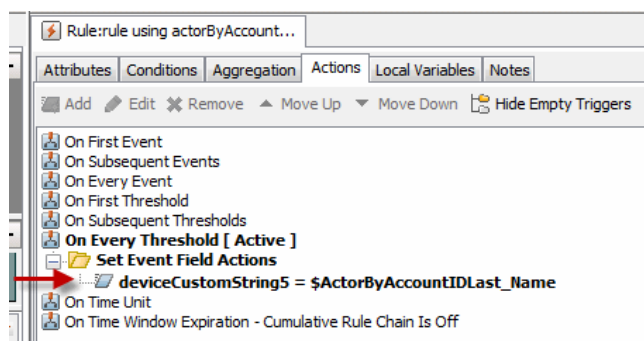 Rule:rule using actorByAccount...
Attributes Conditions Aggregation Actions Local Variables Notes
Add Edit Remove Move Up Move Down Hide Empty Triggers
On First Event
On Subsequent Events
On Every Event
On First Threshold
On Subsequent Thresholds
On Every Threshold [ Active ]
Set Event Field Actions
deviceCustomString5 = $ActorByAccountIDLast_Name
On Time Unit
On Time Window Expiration - Cumulative Rule Chain Is Off